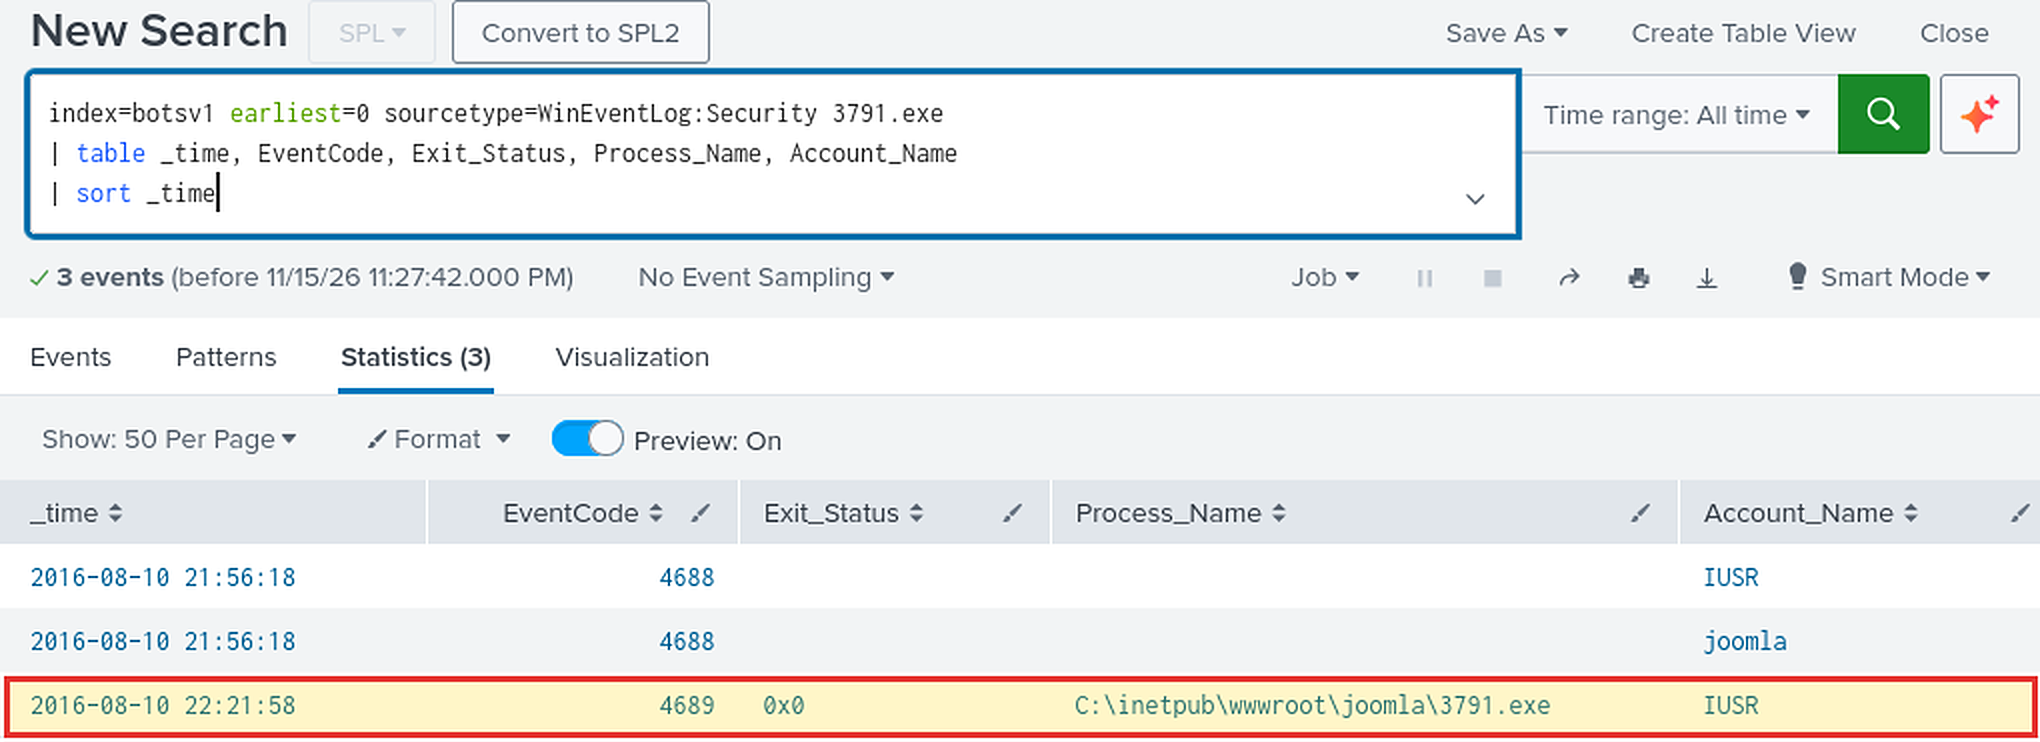 New Search SPL Convert to SPL2 Save As Create Table View Close
index=botsv1 earliest=0 sourcetype=WinEventLog:Security 3791.exe
| table _time, EventCode, Exit_Status, Process_Name, Account_Name
| sort _time
Time range: All time
3 events (before 11/15/26 11:27:42.000 PM) No Event Sampling Job Smart Mode
Events Patterns Statistics (3) Visualization
Show: 50 Per Page Format Preview: On
_time EventCode Exit_Status Process_Name Account_Name
2016-08-10 21:56:18 4688 IUSR
2016-08-10 21:56:18 4688 joomla
2016-08-10 22:21:58 4689 0x0 C:\inetpub\wwwroot\joomla\3791.exe IUSR